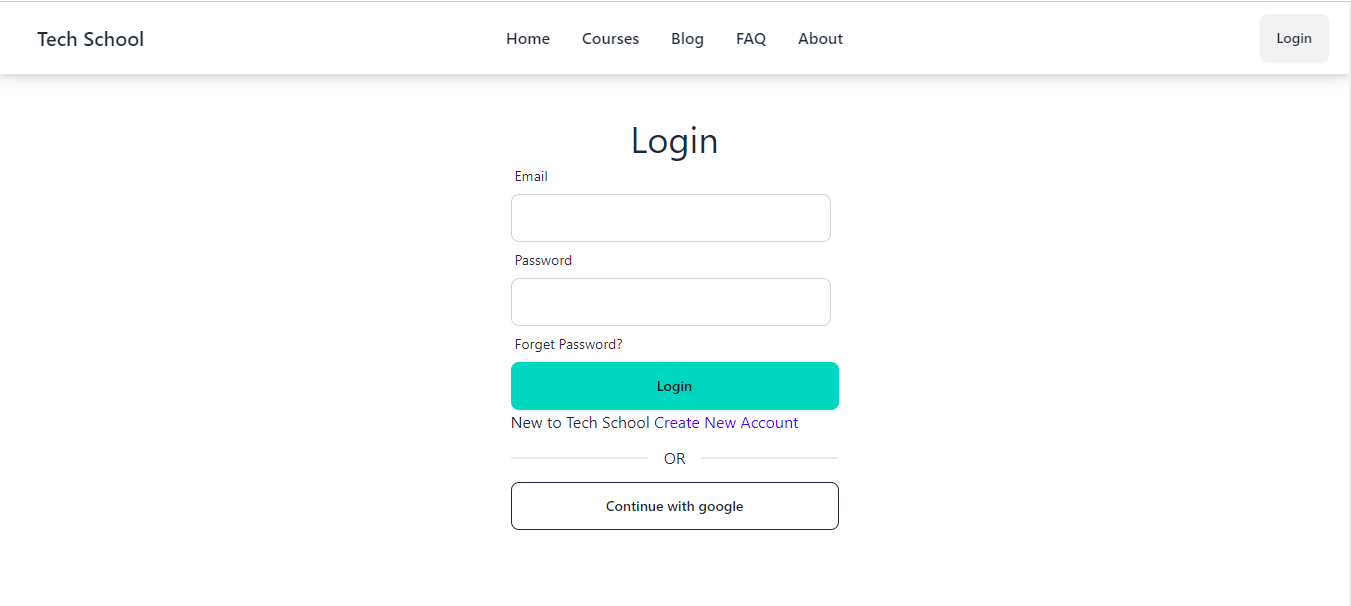 Tech School Home Courses Blog FAQ About Login
Login
Email
Password
Forget Password?
Login
New to Tech School Create New Account
OR
Continue with google